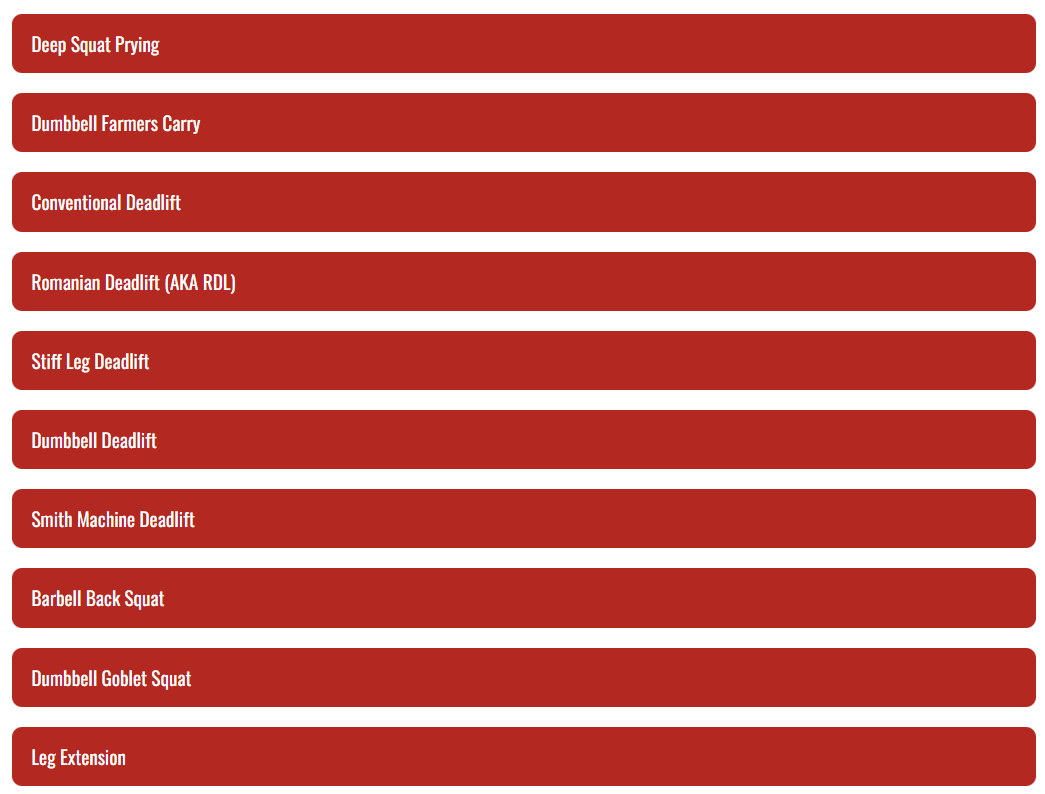 Deep Squat Prying
Dumbbell Farmers Carry
Conventional Deadlift
Romanian Deadlift (AKA RDL)
Stiff Leg Deadlift
Dumbbell Deadlift
Smith Machine Deadlift
Barbell Back Squat
Dumbbell Goblet Squat
Leg Extension